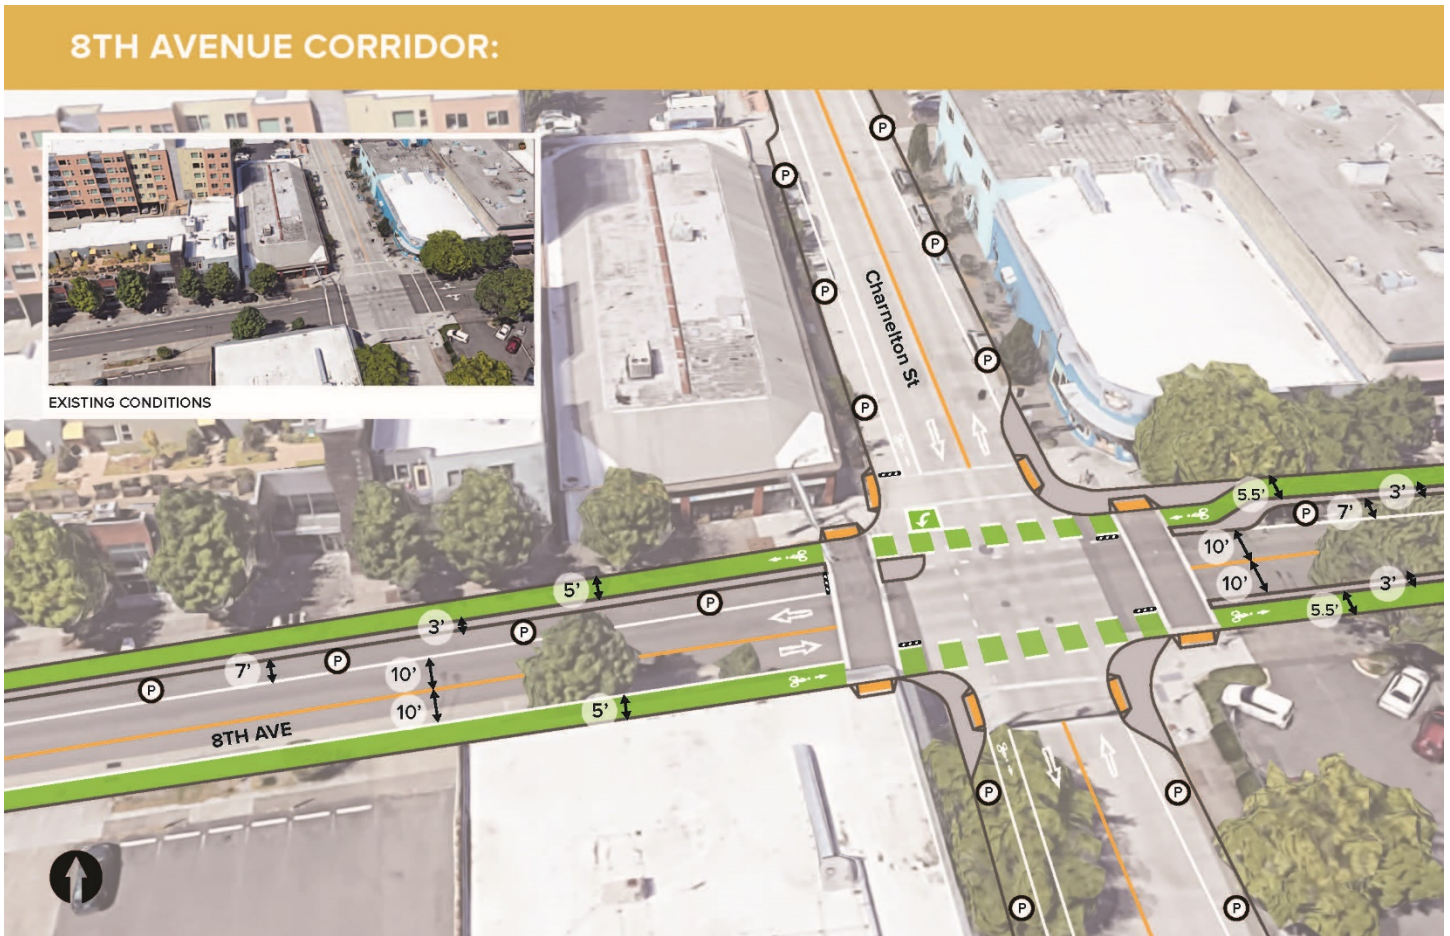 8TH AVENUE CORRIDOR:
EXISTING CONDITIONS
P
P
P
P
Charnelton St
P
P
P
5.5'
3'
P
7'
10'
10'
3'
5.5'
5'
P
3'
P
P
7'
P
10'
10'
5'
8TH AVE
P
P
P
P